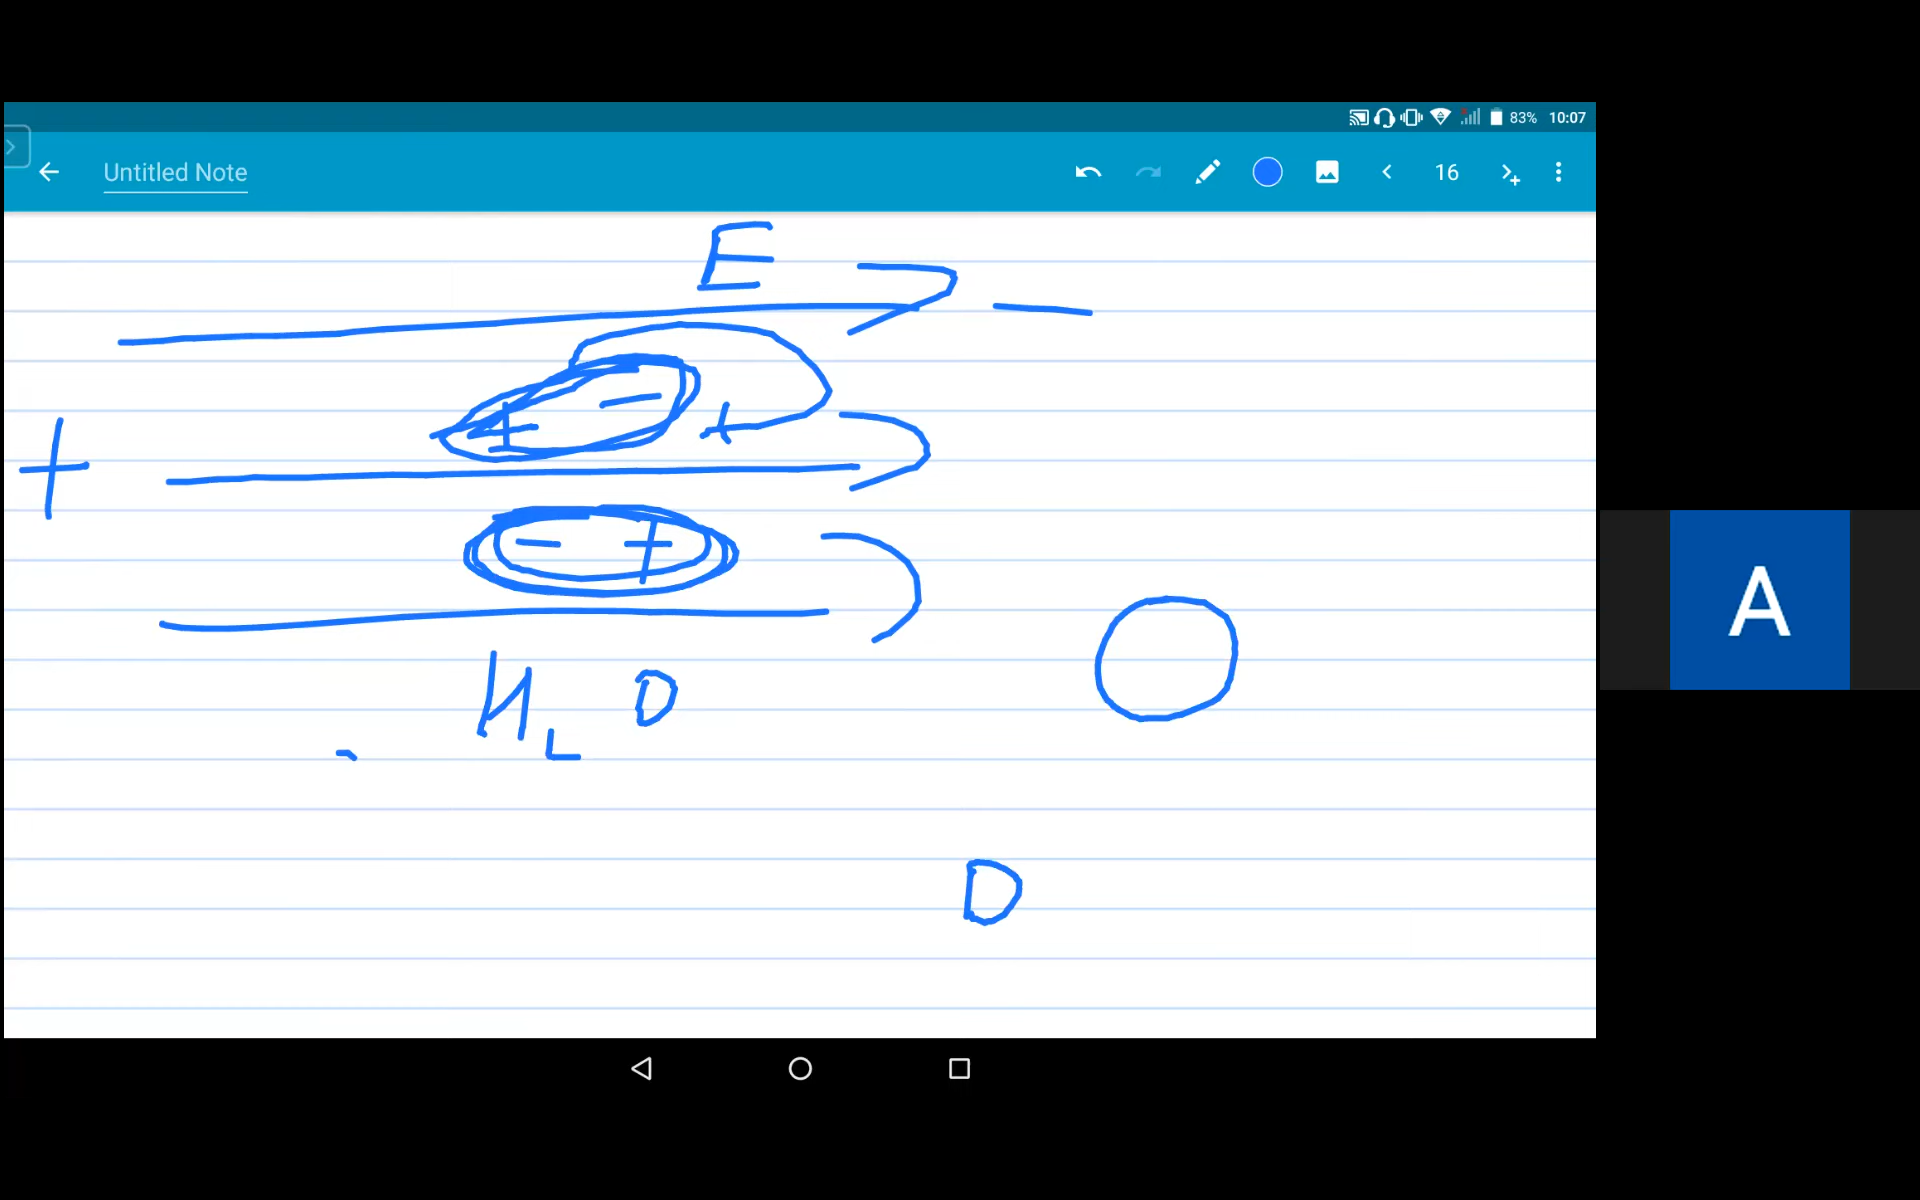 83% 10:07
Untitled Note 16
E
−
+ − +
+
− +
H
D
A